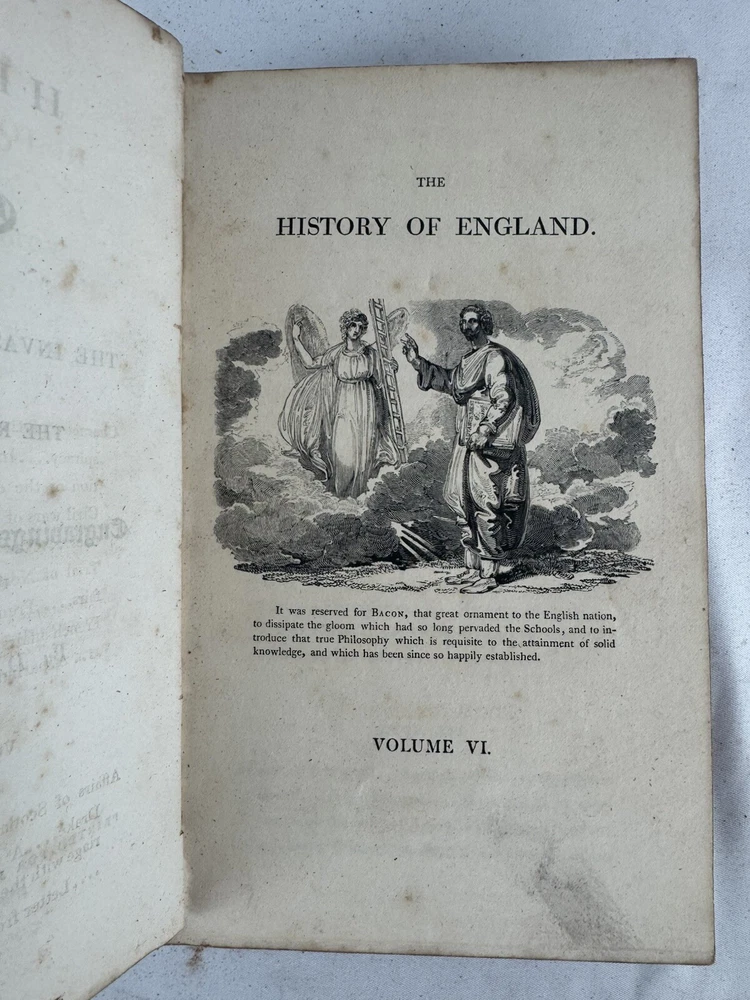 THE
HISTORY OF ENGLAND.
It was reserved for BACON, that great ornament to the English nation,
to dissipate the gloom which had so long pervaded the Schools, and to in-
troduce that true Philosophy which is requisite to the attainment of solid
knowledge, and which has been since so happily established.
VOLUME VI.